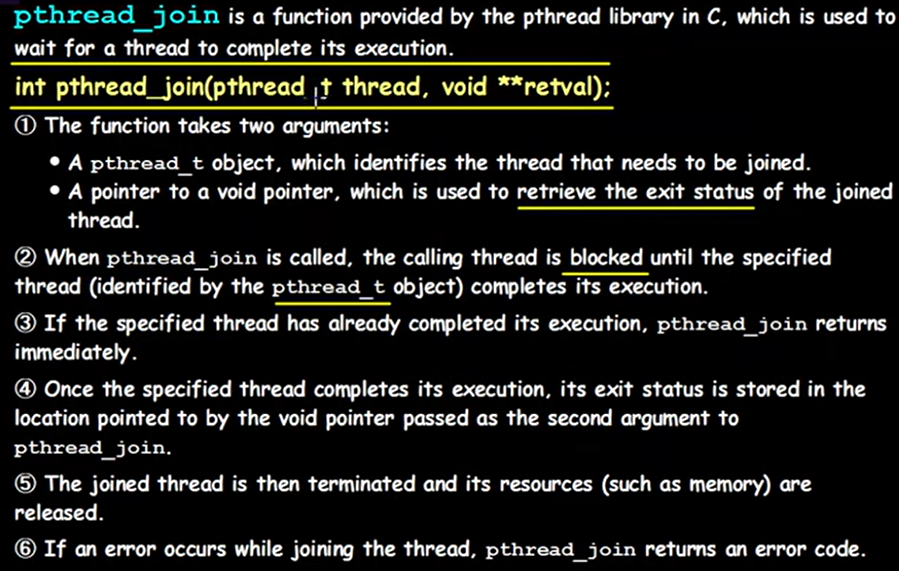 pthread_join is a function provided by the pthread library in C, which is used to
wait for a thread to complete its execution.
int pthread_join(pthread_t thread, void **retval);
① The function takes two arguments:
• A pthread_t object, which identifies the thread that needs to be joined.
• A pointer to a void pointer, which is used to retrieve the exit status of the joined
thread.
② When pthread_join is called, the calling thread is blocked until the specified
thread (identified by the pthread_t object) completes its execution.
③ If the specified thread has already completed its execution, pthread_join returns
immediately.
④ Once the specified thread completes its execution, its exit status is stored in the
location pointed to by the void pointer passed as the second argument to
pthread_join.
⑤ The joined thread is then terminated and its resources (such as memory) are
released.
⑥ If an error occurs while joining the thread, pthread_join returns an error code.